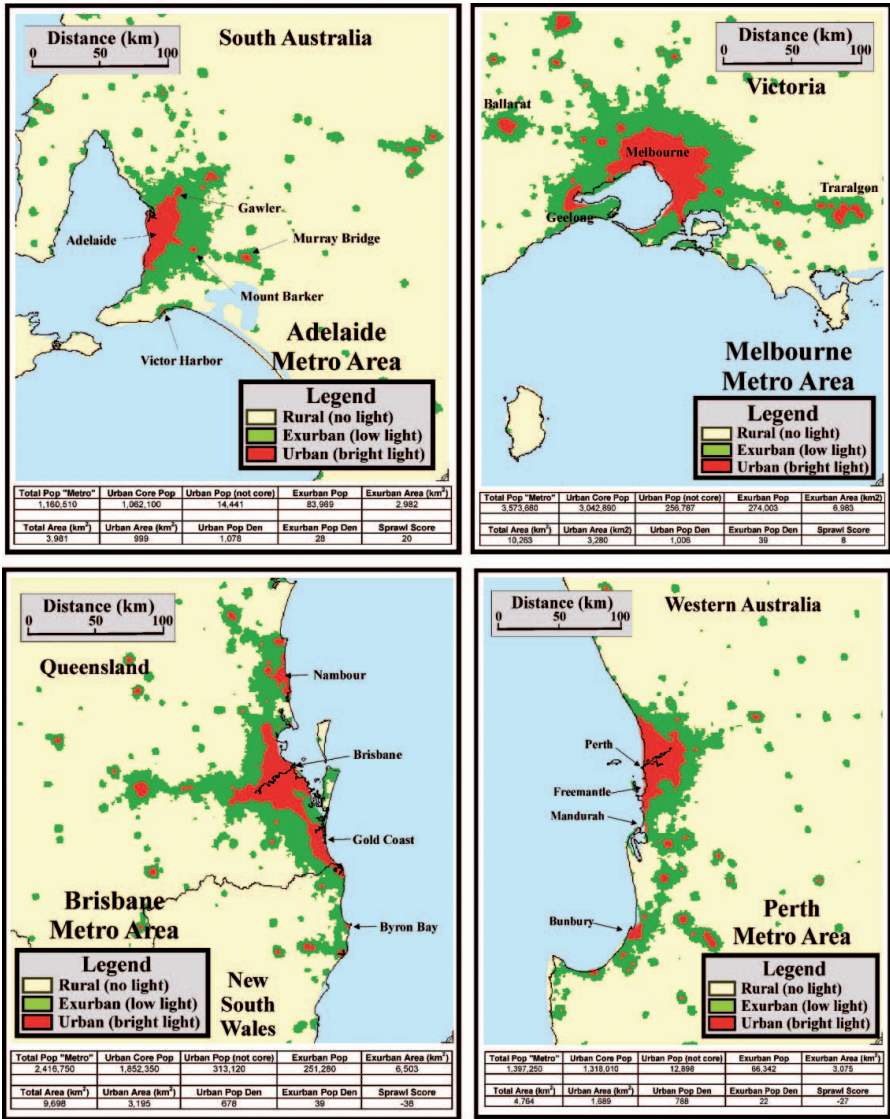 Distance (km)
0 50 100
South Australia
Gawler
Adelaide
Murray Bridge
Mount Barker
Victor Harbor
Adelaide
Metro Area
Legend
Rural (no light)
Exurban (low light)
Urban (bright light)
Total Pop "Metro" Urban Core Pop Urban Pop (not core) Exurban Pop Exurban Area (km²)
1,160,510 1,062,100 14,441 83,969 2,982
Total Area (km²) Urban Area (km²) Urban Pop Den Exurban Pop Den Sprawl Score
3,981 999 1,078 28 20
Distance (km)
0 50 100
Victoria
Ballarat
Melbourne
Traralgon
Geelong
Melbourne
Metro Area
Legend
Rural (no light)
Exurban (low light)
Urban (bright light)
Total Pop "Metro" Urban Core Pop Urban Pop (not core) Exurban Pop Exurban Area (km2)
3,573,680 3,042,890 256,787 274,003 6,983
Total Area (km²) Urban Area (km2) Urban Pop Den Exurban Pop Den Sprawl Score
10,263 3,280 1,006 39 8
Distance (km)
0 50 100
Queensland
Nambour
Brisbane
Gold Coast
Brisbane
Metro Area
Byron Bay
Legend
Rural (no light)
Exurban (low light)
Urban (bright light)
New
South
Wales
Total Pop "Metro" Urban Core Pop Urban Pop (not core) Exurban Pop Exurban Area (km²)
2,416,750 1,852,350 313,120 251,280 6,503
Total Area (km²) Urban Area (km²) Urban Pop Den Exurban Pop Den Sprawl Score
9,698 3,195 678 39 -38
Distance (km)
0 50 100
Western Australia
Perth
Freemantle
Mandurah
Bunbury
Perth
Metro Area
Legend
Rural (no light)
Exurban (low light)
Urban (bright light)
Total Pop "Metro" Urban Core Pop Urban Pop (not core) Exurban Pop Exurban Area (km²)
1,397,250 1,318,010 12,898 66,342 3,075
Total Area (km²) Urban Area (km²) Urban Pop Den Exurban Pop Den Sprawl Score
4,764 1,689 788 22 -27